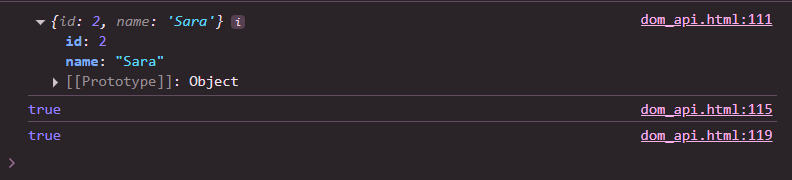 {id: 2, name: 'Sara'} i dom_api.html:111
id: 2
name: "Sara"
[[Prototype]]: Object
true dom_api.html:115
true dom_api.html:119